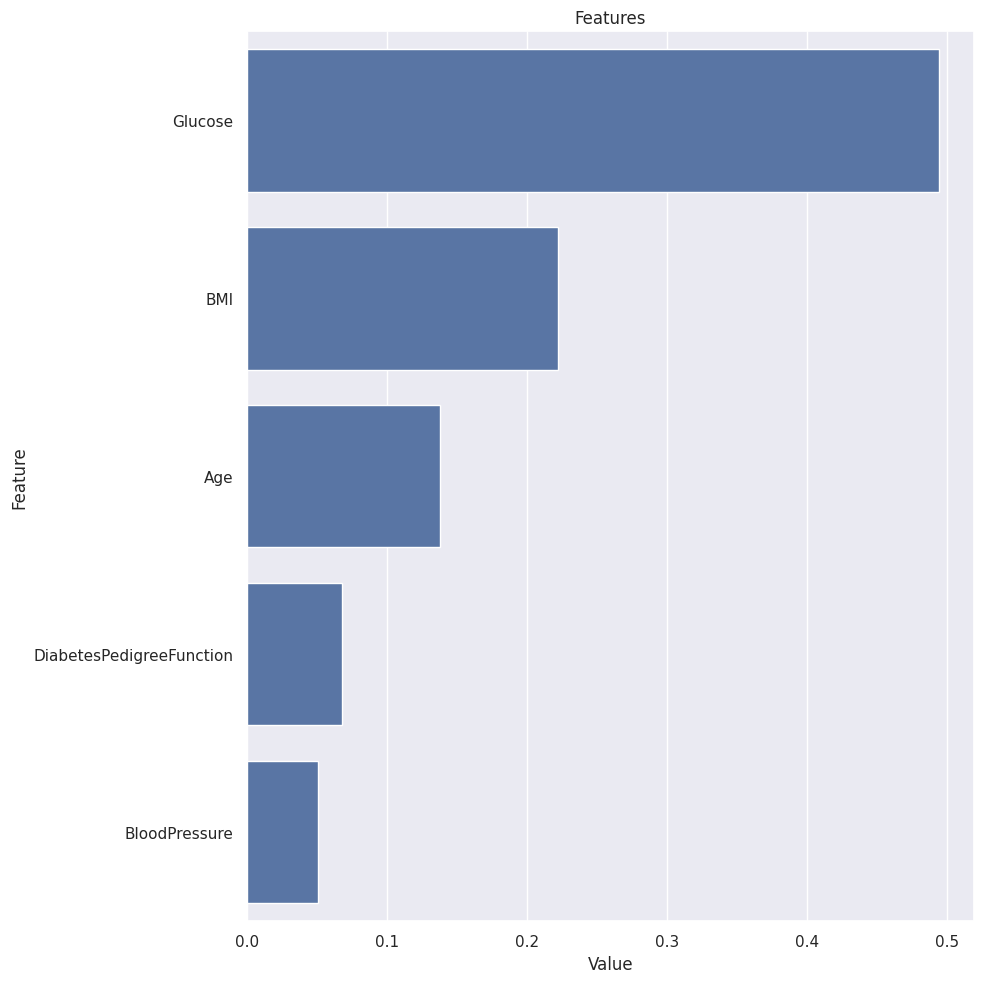 Features
Feature
Glucose
BMI
Age
DiabetesPedigreeFunction
BloodPressure
0.0 0.1 0.2 0.3 0.4 0.5
Value